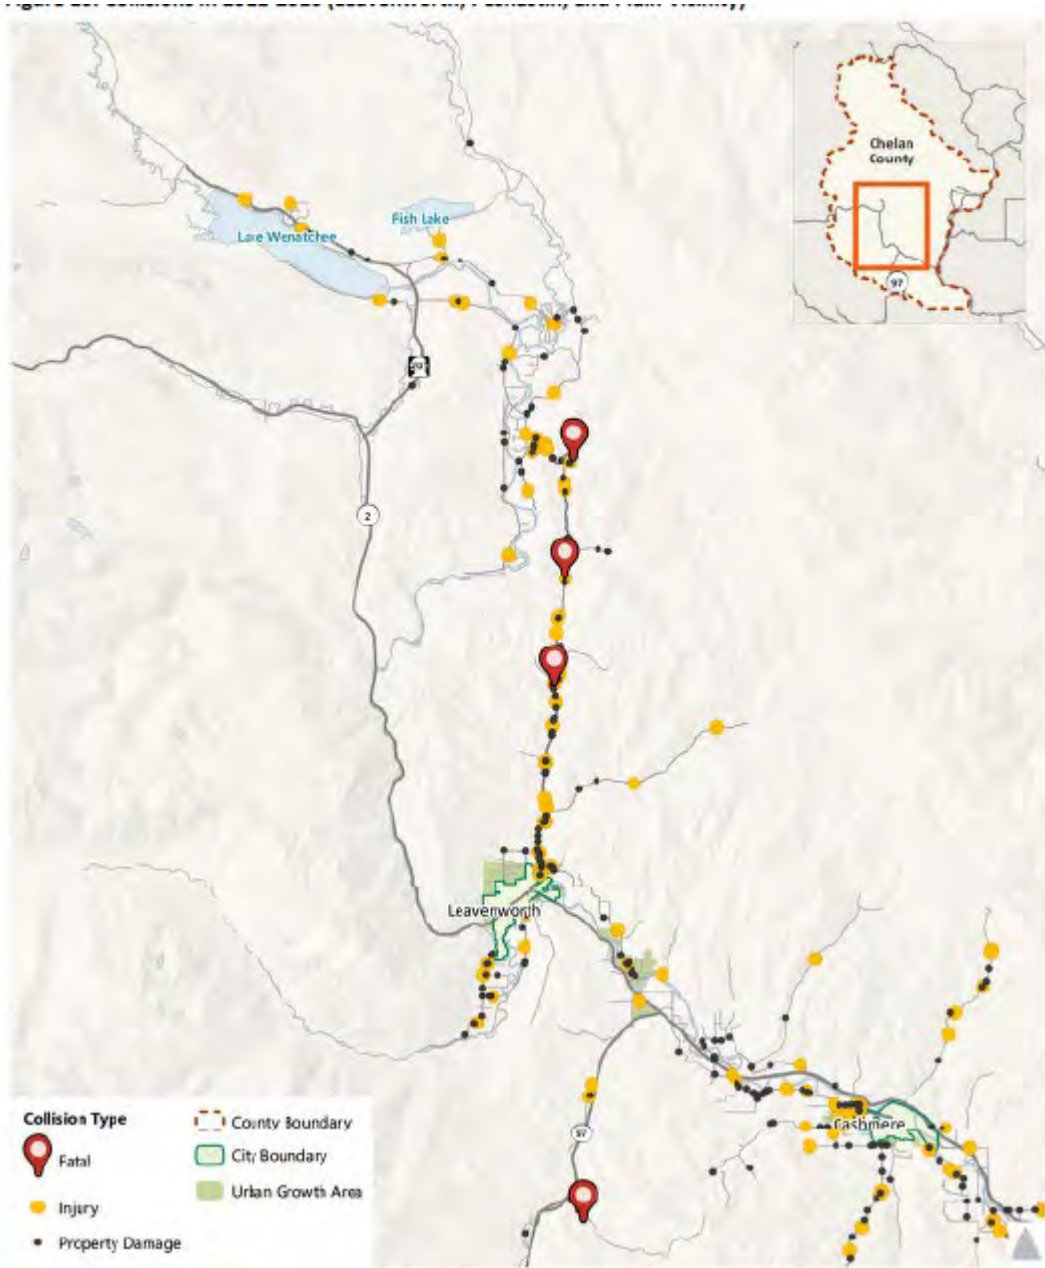 Chelan
County
97
Fish Lake
Lake Wenatchee
2
Leavenworth
97
Cashmere
Collision Type
Fatal
Injury
Property Damage
County Boundary
City Boundary
Urban Growth Area